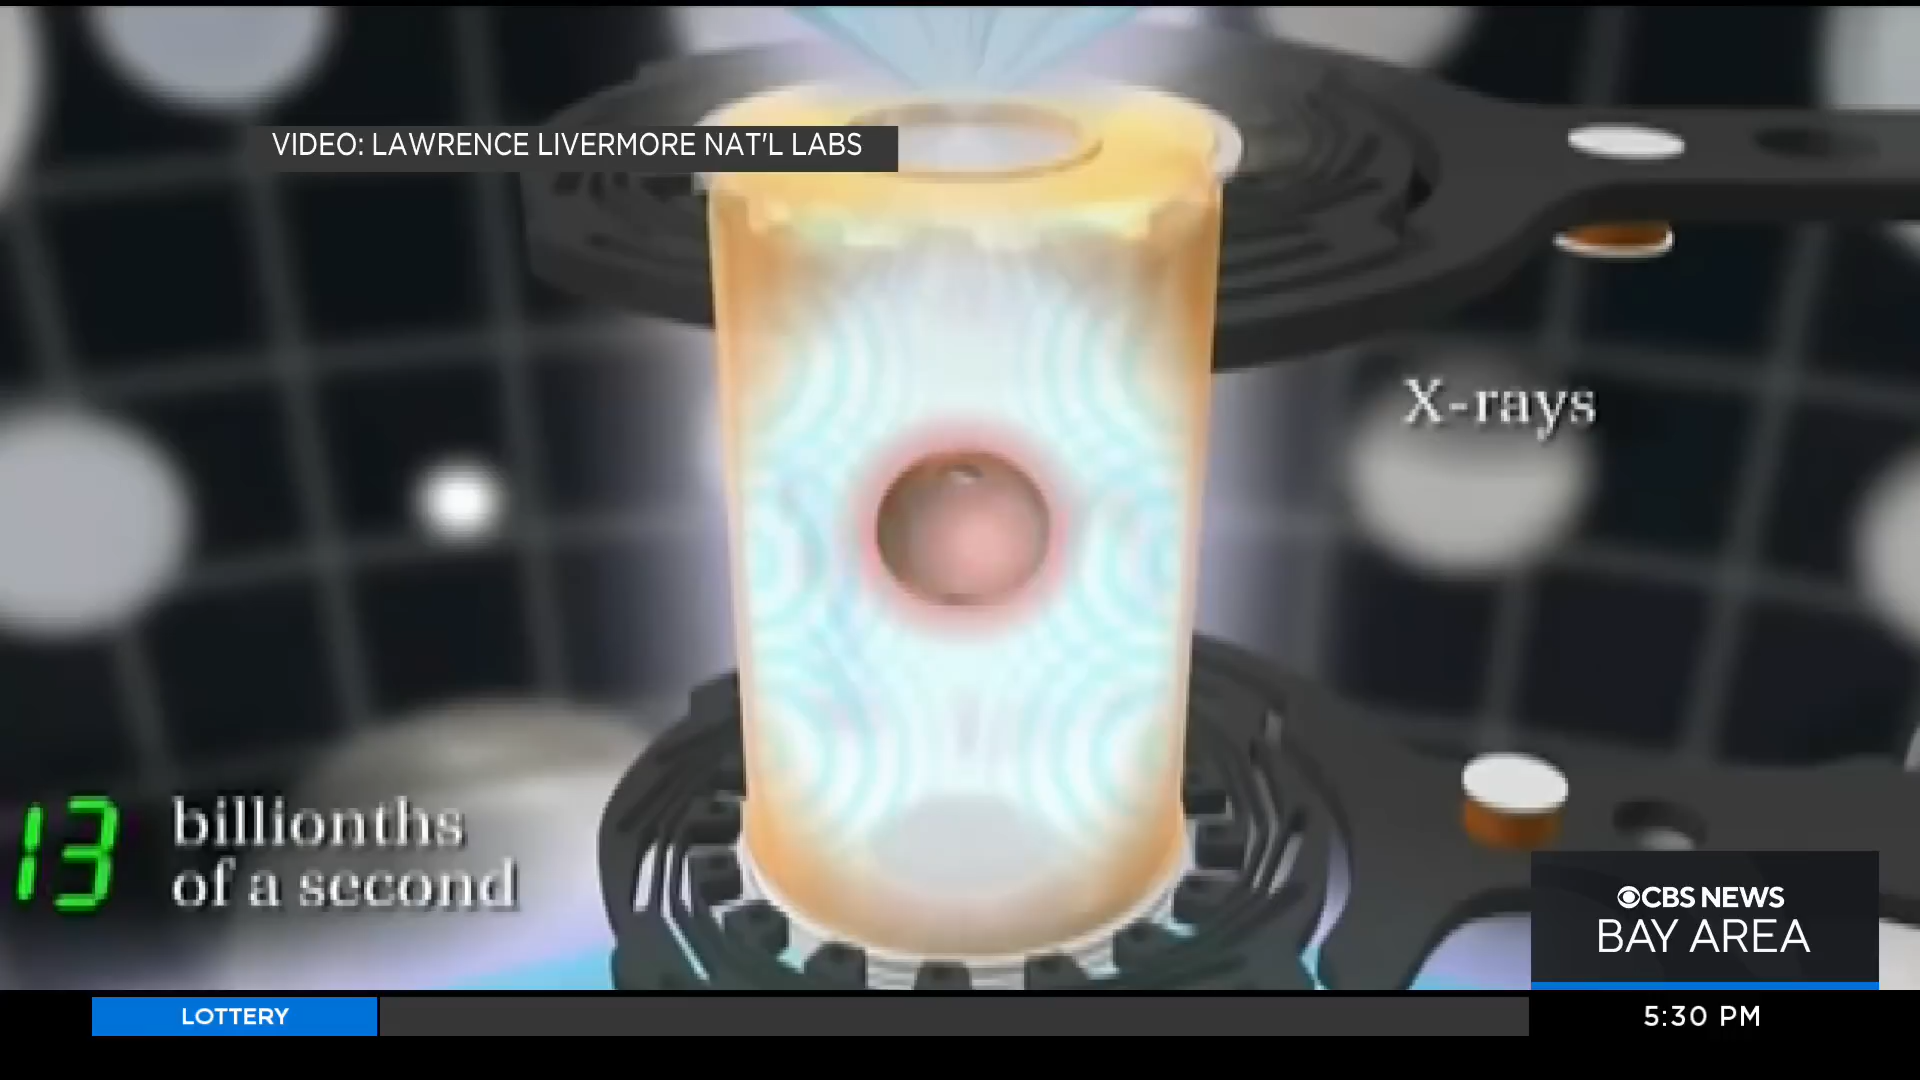 VIDEO: LAWRENCE LIVERMORE NAT'L LABS
X-rays
13 billionths
of a second
CBS NEWS
BAY AREA
LOTTERY
5:30 PM